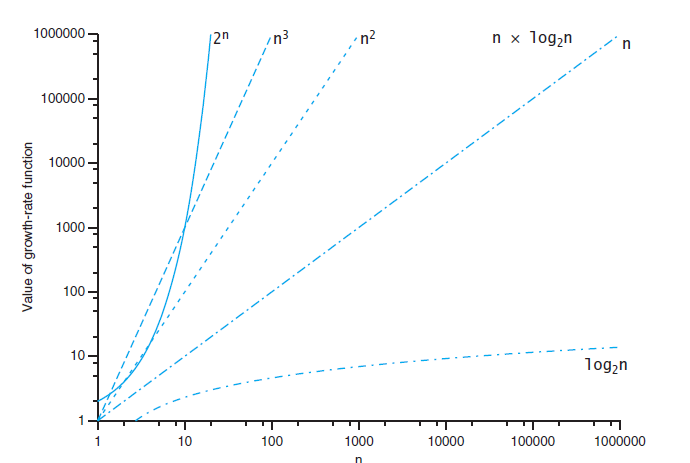 1000000
2ⁿ
n³
n²
n × log₂n
n
100000
10000
Value of growth-rate function
1000
100
10
log₂n
1
1 10 100 1000 10000 100000 1000000
n